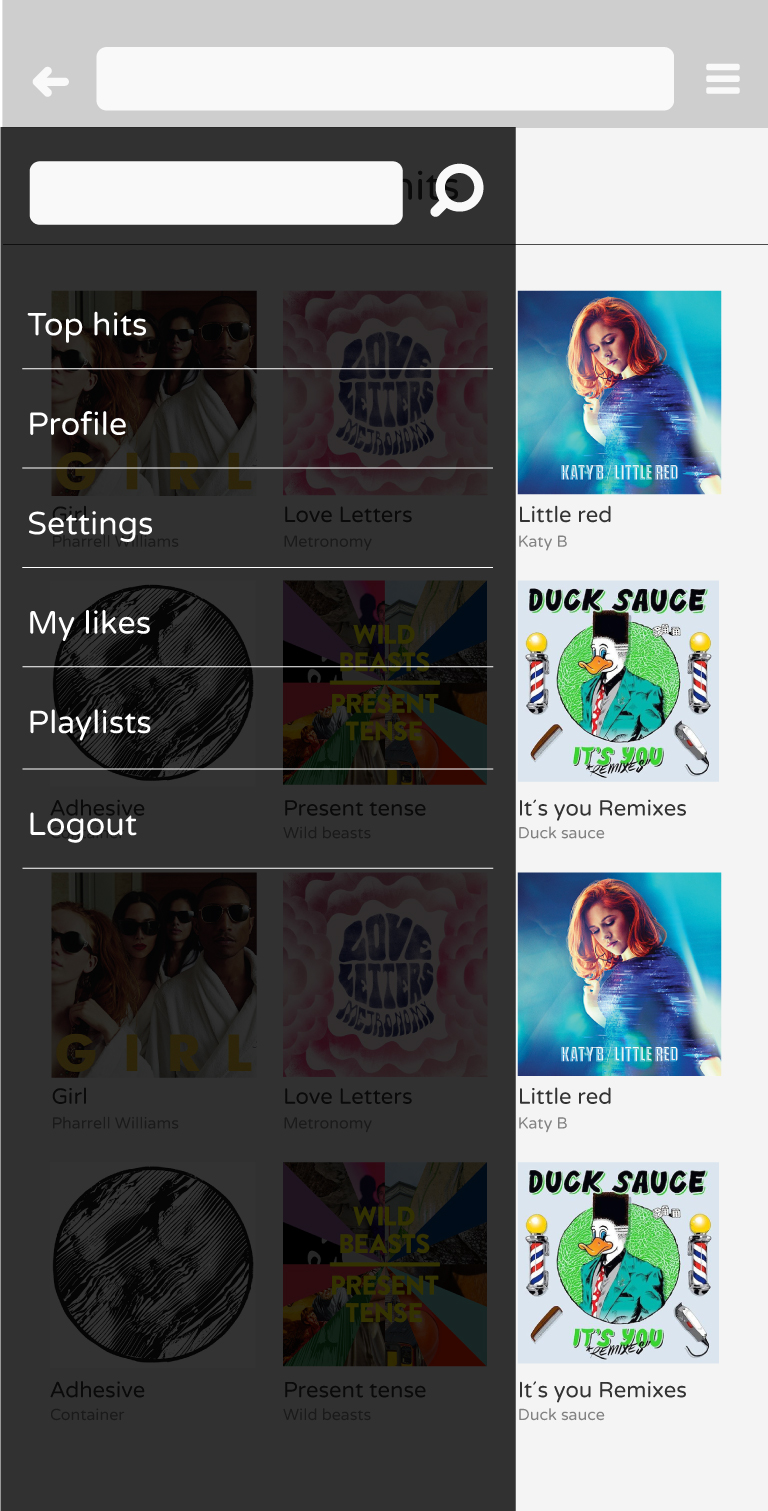 hits
Top hits
Profile
Settings
My likes
Playlists
Logout
GIRL
Girl
Pharrell Williams
LOVE
LETTERS
METRONOMY
Love Letters
Metronomy
KATY B / LITTLE RED
Little red
Katy B
Adhesive
WILD
BEASTS
PRESENT
TENSE
Present tense
Wild beasts
DUCK SAUCE
IT'S YOU
"REMIXES"
It´s you Remixes
Duck sauce
GIRL
Girl
Pharrell Williams
LOVE
LETTERS
METRONOMY
Love Letters
Metronomy
KATY B / LITTLE RED
Little red
Katy B
Adhesive
Container
WILD
BEASTS
PRESENT
TENSE
Present tense
Wild beasts
DUCK SAUCE
IT'S YOU
"REMIXES"
It´s you Remixes
Duck sauce